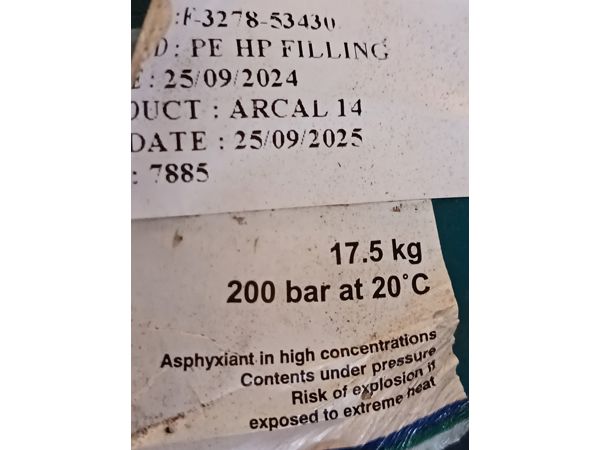 :F-3278-53430
D: PE HP FILLING
E: 25/09/2024
DUCT : ARCAL 14
DATE : 25/09/2025
: 7885
17.5 kg
200 bar at 20°C
Asphyxiant in high concentrations
Contents under pressure
Risk of explosion if
exposed to extreme heat